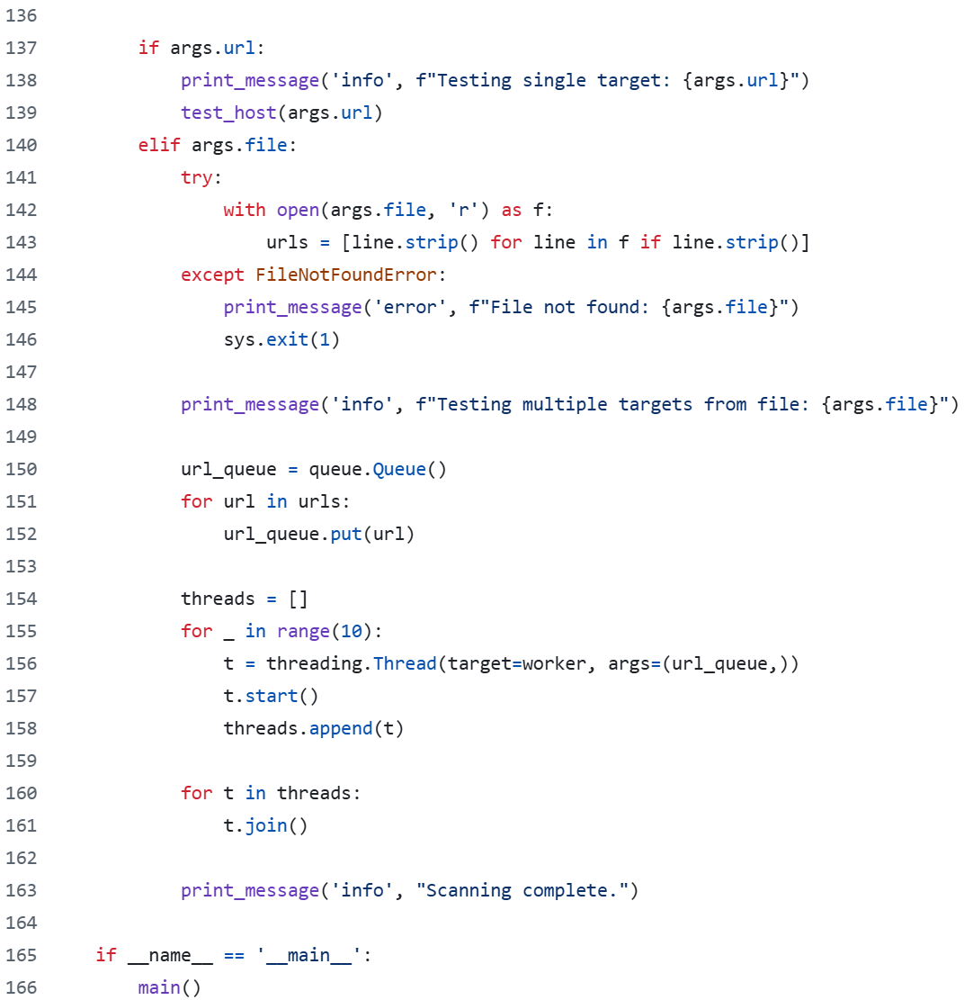 136
137 if args.url:
138 print_message('info', f"Testing single target: {args.url}")
139 test_host(args.url)
140 elif args.file:
141 try:
142 with open(args.file, 'r') as f:
143 urls = [line.strip() for line in f if line.strip()]
144 except FileNotFoundError:
145 print_message('error', f"File not found: {args.file}")
146 sys.exit(1)
147
148 print_message('info', f"Testing multiple targets from file: {args.file}")
149
150 url_queue = queue.Queue()
151 for url in urls:
152 url_queue.put(url)
153
154 threads = []
155 for _ in range(10):
156 t = threading.Thread(target=worker, args=(url_queue,))
157 t.start()
158 threads.append(t)
159
160 for t in threads:
161 t.join()
162
163 print_message('info', "Scanning complete.")
164
165 if __name__ == '__main__':
166 main()